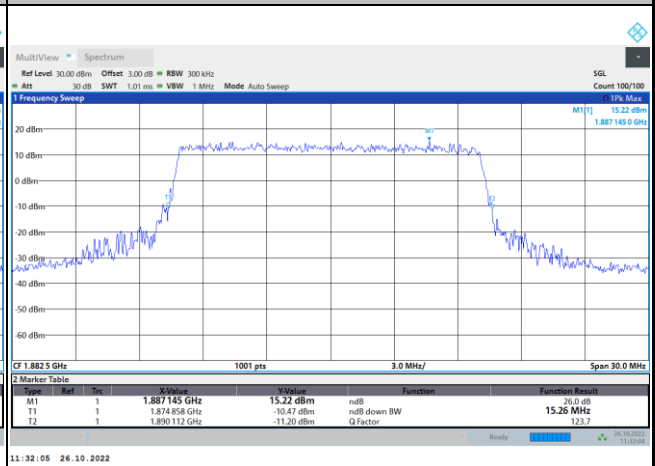 MultiView Spectrum
Ref Level 30.00 dBm Offset 3.00 dB RBW 300 kHz SGL
Att 30 dB SWT 1.01 ms VBW 1 MHz Mode Auto Sweep Count 100/100
1 Frequency Sweep 1Pk Max
M1[1] 15.22 dBm
1.887 145 0 GHz
M1
20 dBm
10 dBm
0 dBm
T1 T2
-10 dBm
-20 dBm
-30 dBm
-40 dBm
-50 dBm
-60 dBm
CF 1.882 5 GHz 1001 pts 3.0 MHz/ Span 30.0 MHz
2 Marker Table
Type Ref Trc X-Value Y-Value Function Function Result
M1 1 1.887 145 GHz 15.22 dBm ndB 26.0 dB
T1 1 1.874 858 GHz -10.47 dBm ndB down BW 15.26 MHz
T2 1 1.890 112 GHz -11.20 dBm Q Factor 123.7
Ready 26.10.2022
11:32:04
11:32:05 26.10.2022